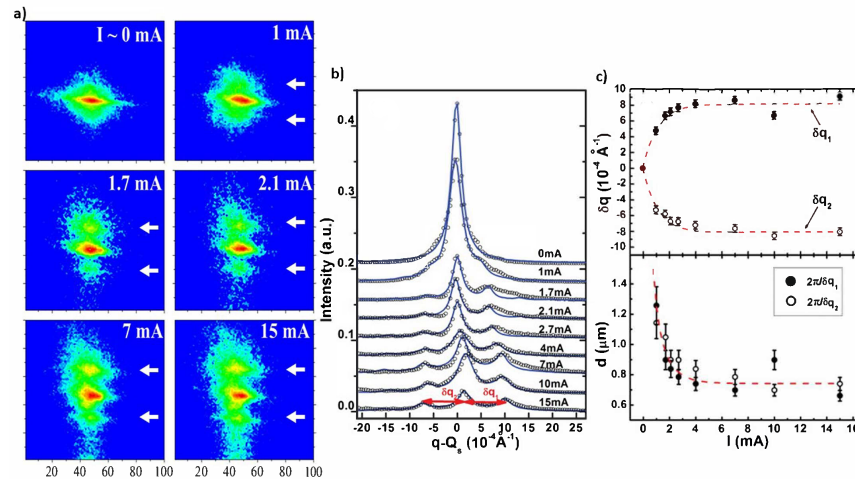 a)
I ~ 0 mA
1 mA
1.7 mA
2.1 mA
7 mA
15 mA
20 40 60 80 100
20 40 60 80 100
b)
Intensity (a.u.)
0.4
0.3
0.2
0.1
0.0
0mA
1mA
1.7mA
2.1mA
2.7mA
4mA
7mA
10mA
15mA
δq₂
δq₁
-20 -15 -10 -5 0 5 10 15 20 25
q-Qs (10⁻⁴Å⁻¹)
c)
δq (10⁻⁴ Å⁻¹)
10
8
6
4
2
0
-2
-4
-6
-8
-10
δq₁
δq₂
d (μm)
1.4
1.2
1.0
0.8
0.6
2π/δq₁
2π/δq₂
0 2 4 6 8 10 12 14 16
I (mA)